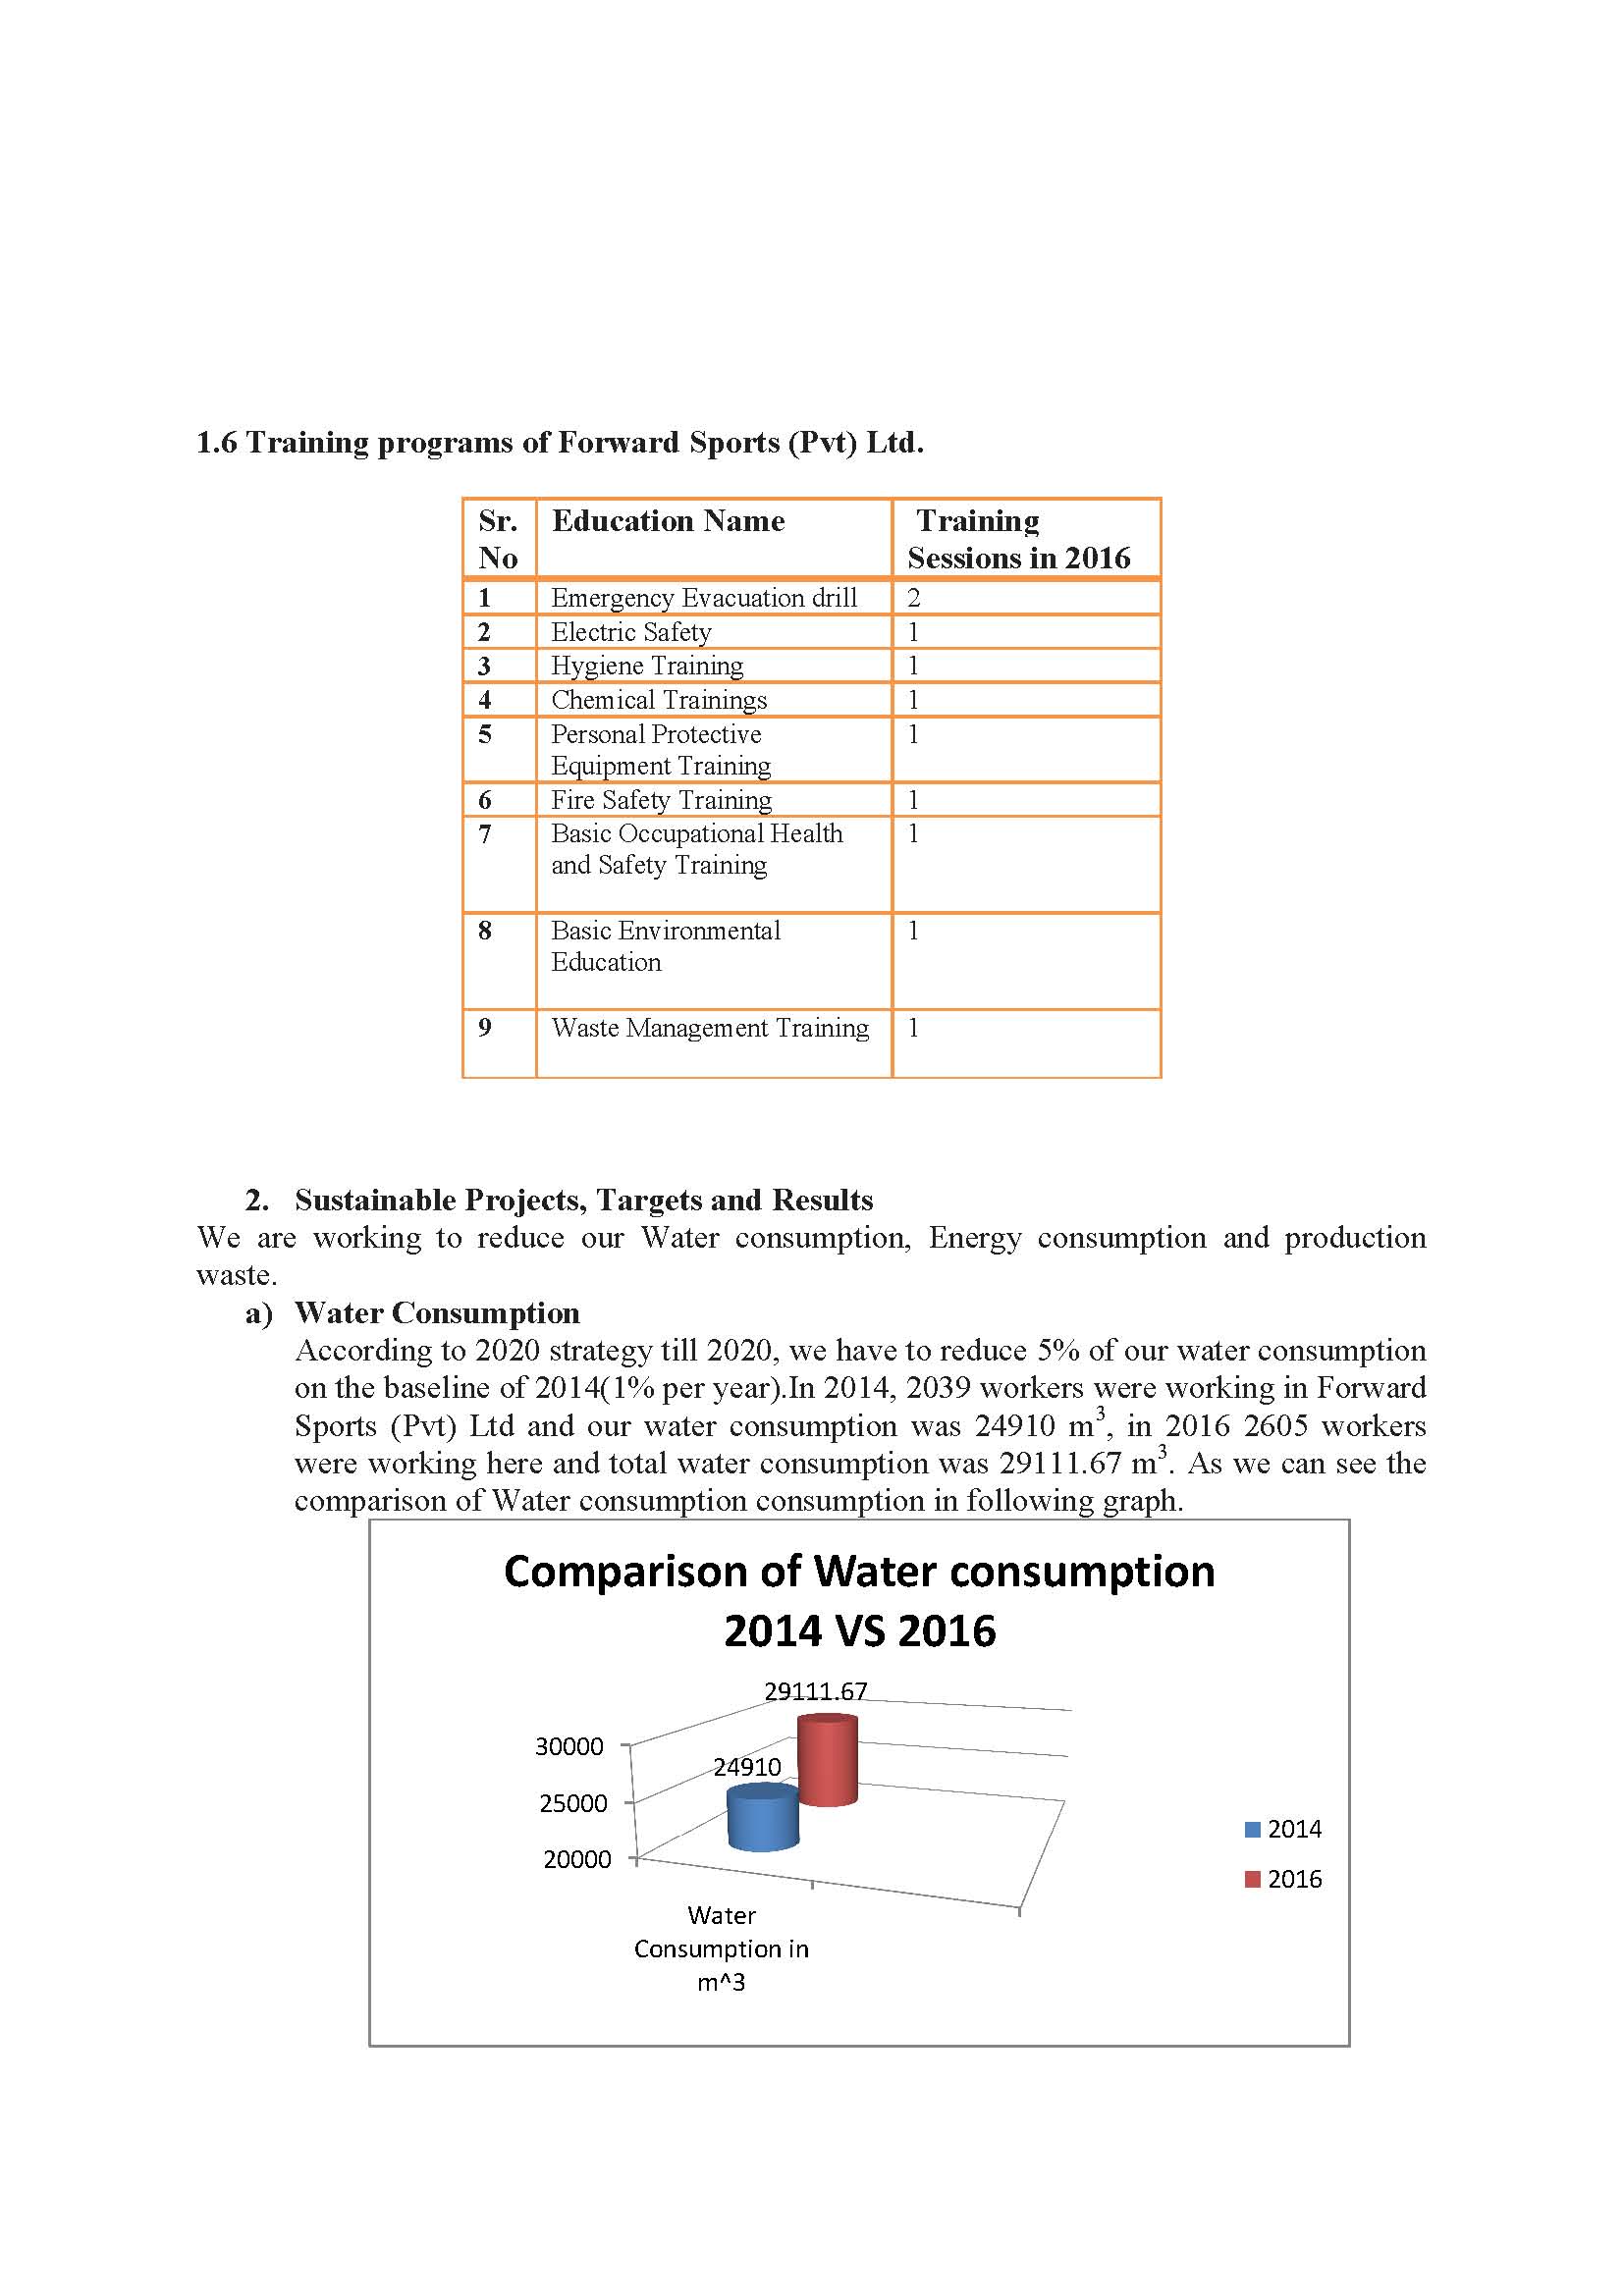 1.6 Training programs of Forward Sports (Pvt) Ltd.
Sr. Education Name Training
No Sessions in 2016
1 Emergency Evacuation drill 2
2 Electric Safety 1
3 Hygiene Training 1
4 Chemical Trainings 1
5 Personal Protective 1
Equipment Training
6 Fire Safety Training 1
7 Basic Occupational Health 1
and Safety Training
8 Basic Environmental 1
Education
9 Waste Management Training 1
2. Sustainable Projects, Targets and Results
We are working to reduce our Water consumption, Energy consumption and production
waste.
a) Water Consumption
According to 2020 strategy till 2020, we have to reduce 5% of our water consumption
on the baseline of 2014(1% per year).In 2014, 2039 workers were working in Forward
Sports (Pvt) Ltd and our water consumption was 24910 m³, in 2016 2605 workers
were working here and total water consumption was 29111.67 m³. As we can see the
comparison of Water consumption consumption in following graph.
Comparison of Water consumption
2014 VS 2016
29111.67
30000
24910
25000
2014
20000
2016
Water
Consumption in
m^3